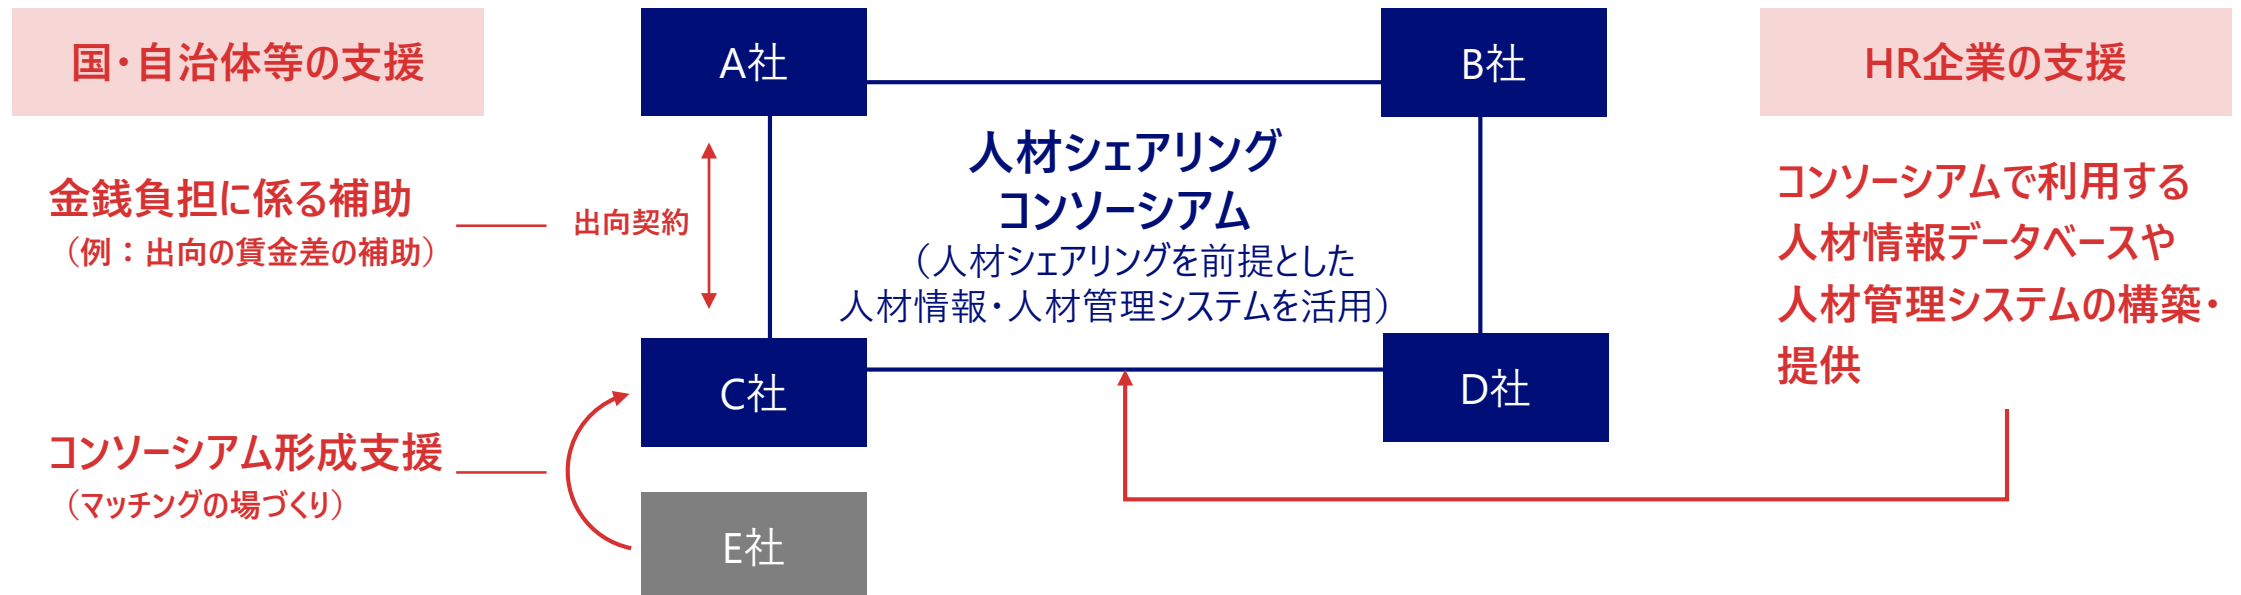 国・自治体等の支援
金銭負担に係る補助
（例：出向の賃金差の補助）
コンソーシアム形成支援
（マッチングの場づくり）
A社
B社
出向契約
人材シェアリング
コンソーシアム
（人材シェアリングを前提とした
人材情報・人材管理システムを活用）
C社
D社
E社
HR企業の支援
コンソーシアムで利用する
人材情報データベースや
人材管理システムの構築・
提供